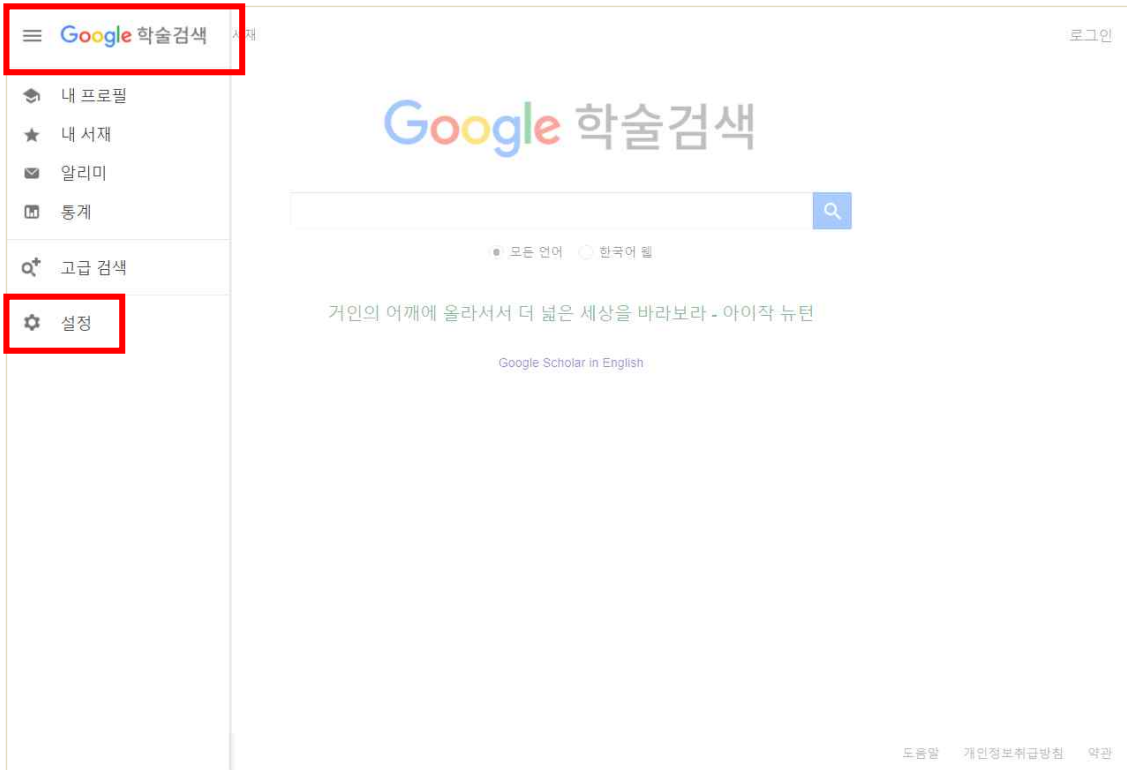 Google 학술검색
서재
로그인
내 프로필
내 서재
알리미
통계
고급 검색
설정
Google 학술검색
모든 언어 한국어 웹
거인의 어깨에 올라서서 더 넓은 세상을 바라보라 - 아이작 뉴턴
Google Scholar in English
도움말 개인정보취급방침 약관